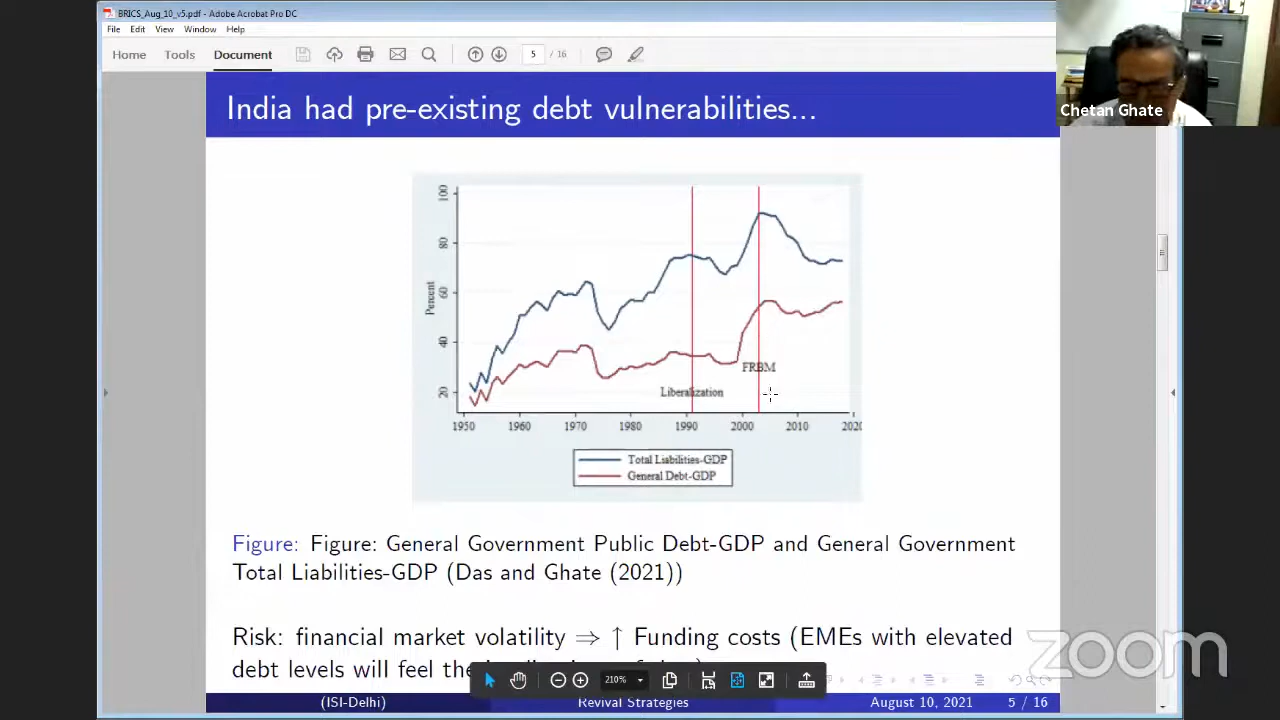 BRICS_Aug_10_v5.pdf - Adobe Acrobat Pro DC
File Edit View Window Help
Home Tools Document 5 / 16
Chetan Ghate
India had pre-existing debt vulnerabilities...
100
80
60
40
20
Percent
FRBM
Liberalization
1950 1960 1970 1980 1990 2000 2010 2020
Total Liabilities-GDP
General Debt-GDP
Figure: Figure: General Government Public Debt-GDP and General Government
Total Liabilities-GDP (Das and Ghate (2021))
Risk: financial market volatility ⇒ ↑ Funding costs (EMEs with elevated
debt levels will feel the
210%
zoom
(ISI-Delhi) Revival Strategies August 10, 2021 5 / 16